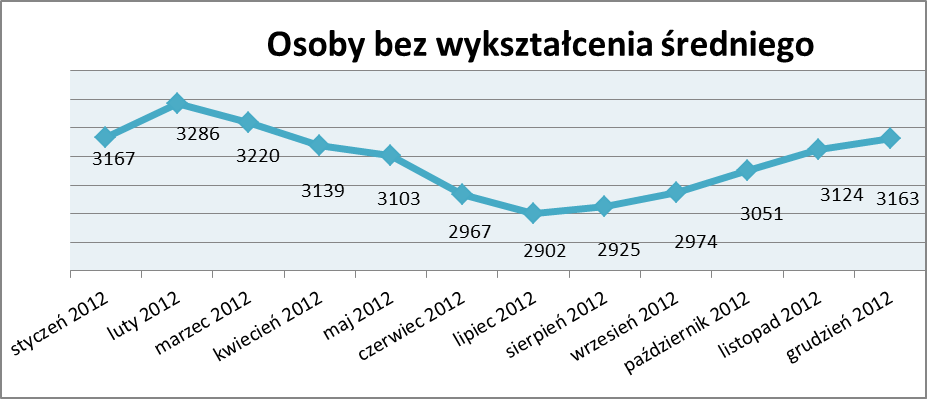 Osoby bez wykształcenia średniego
3167
3286
3220
3139
3103
2967
2902
2925
2974
3051
3124
3163
styczeń 2012
luty 2012
marzec 2012
kwiecień 2012
maj 2012
czerwiec 2012
lipiec 2012
sierpień 2012
wrzesień 2012
październik 2012
listopad 2012
grudzień 2012